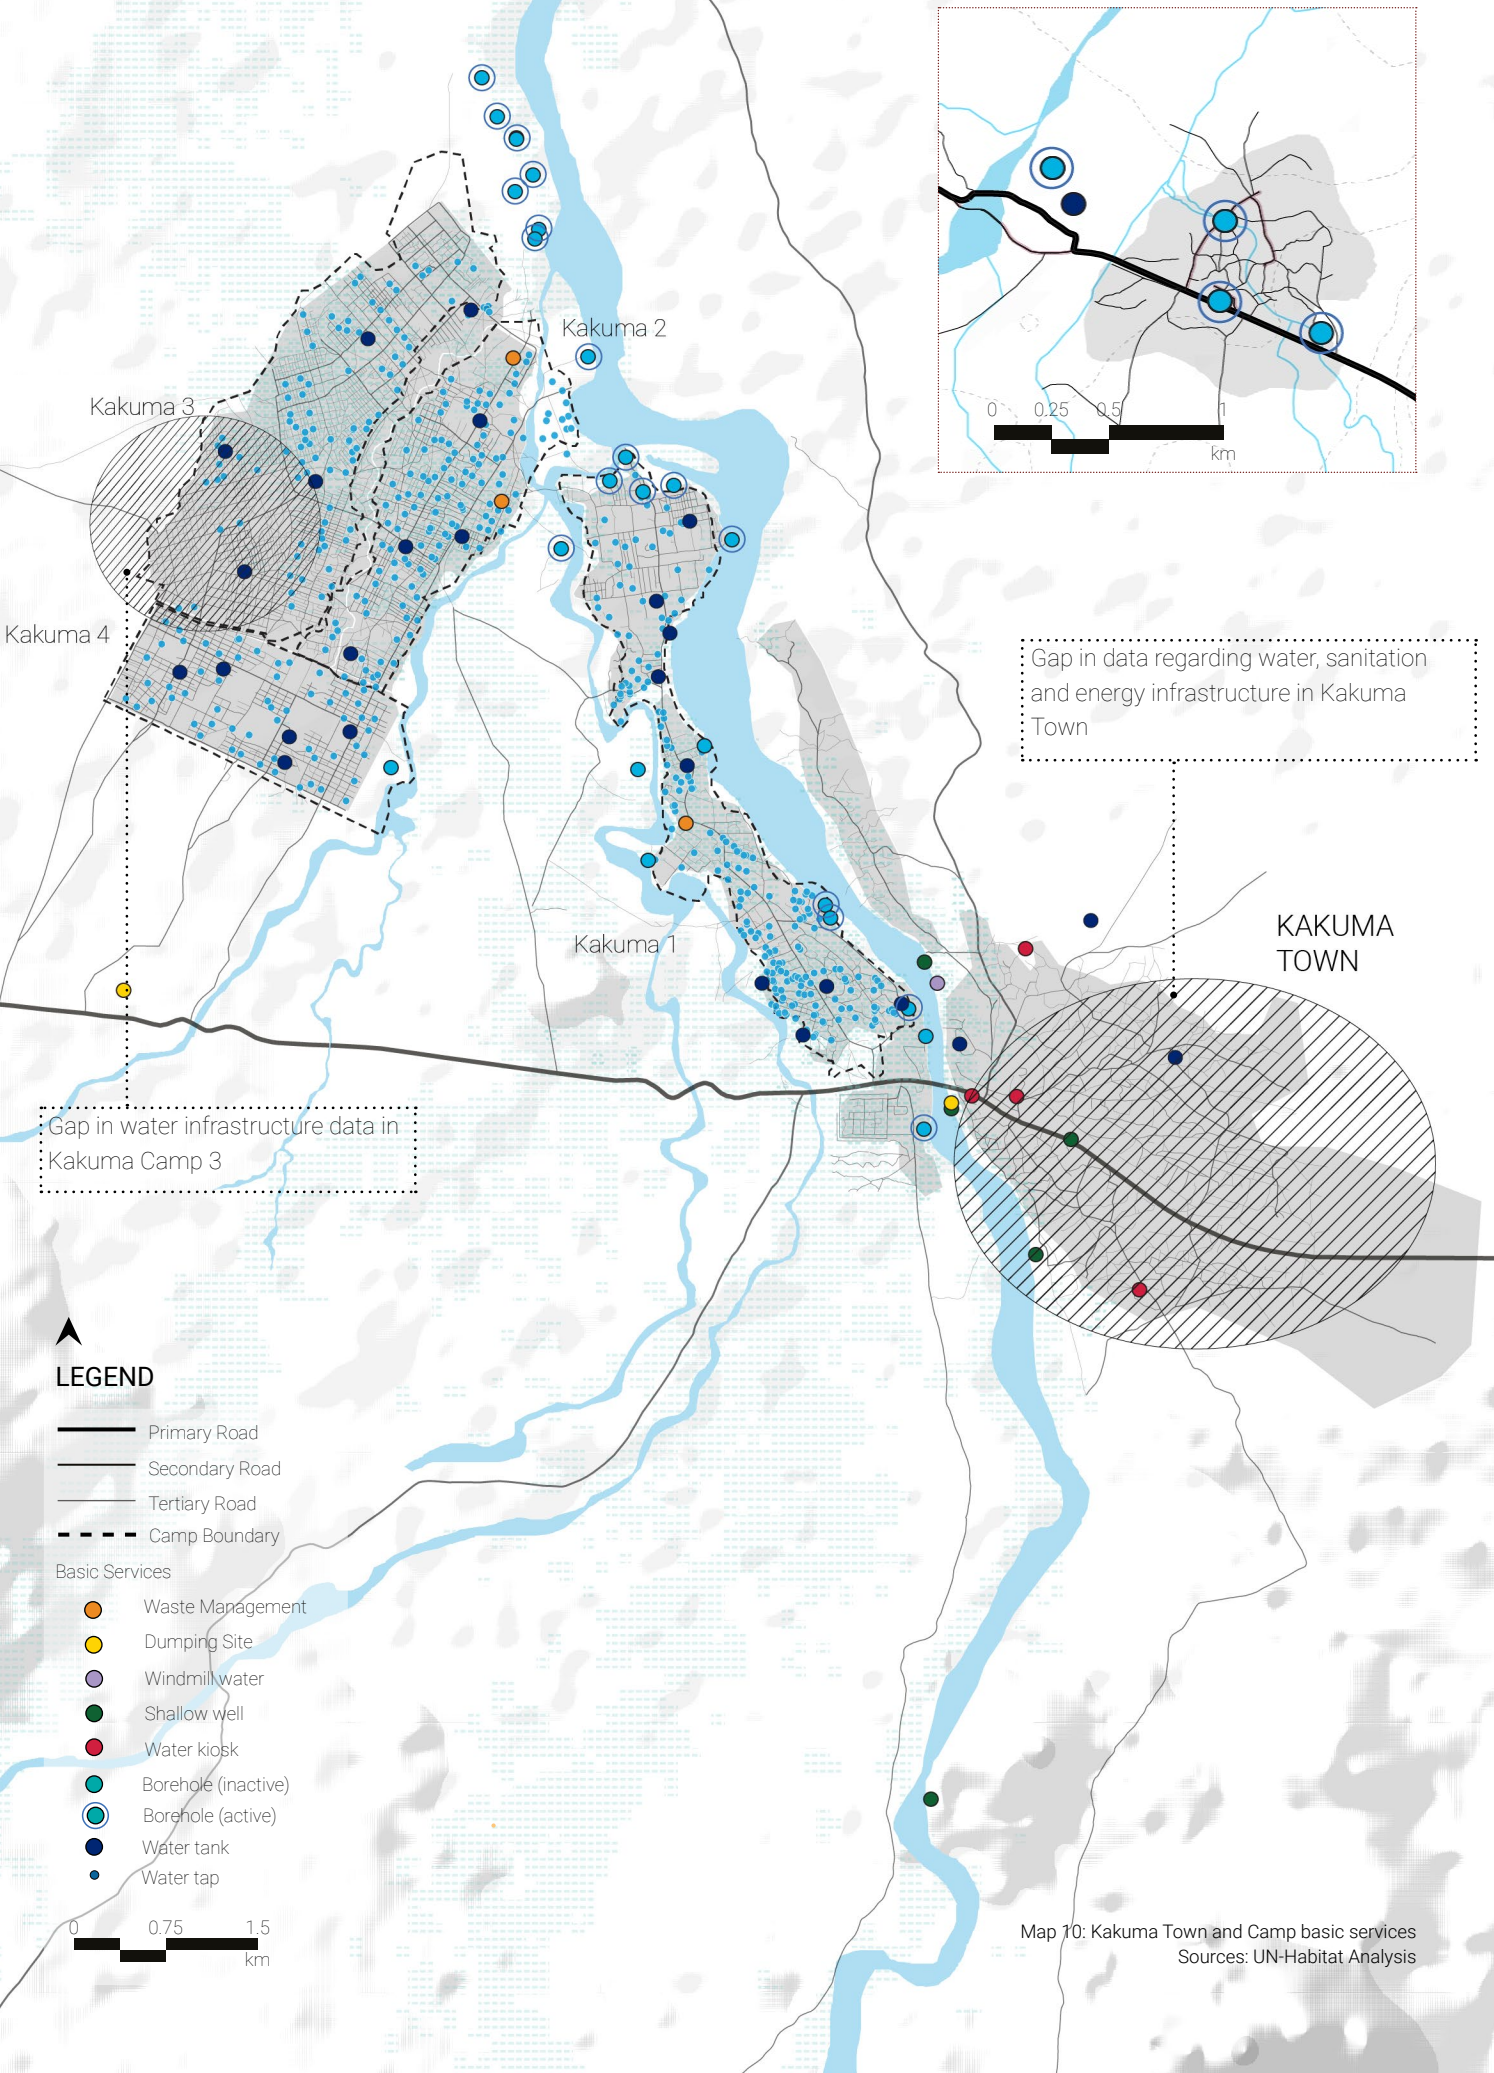 0
0.25
0.5
1
km
Kakuma 2
Kakuma 3
Kakuma 4
Gap in data regarding water, sanitation
and energy infrastructure in Kakuma
Town
KAKUMA
TOWN
Kakuma 1
Gap in water infrastructure data in
Kakuma Camp 3
LEGEND
Primary Road
Secondary Road
Tertiary Road
Camp Boundary
Basic Services
Waste Management
Dumping Site
Windmill water
Shallow well
Water kiosk
Borehole (inactive)
Borehole (active)
Water tank
Water tap
0
0.75
1.5
km
Map 10: Kakuma Town and Camp basic services
Sources: UN-Habitat Analysis